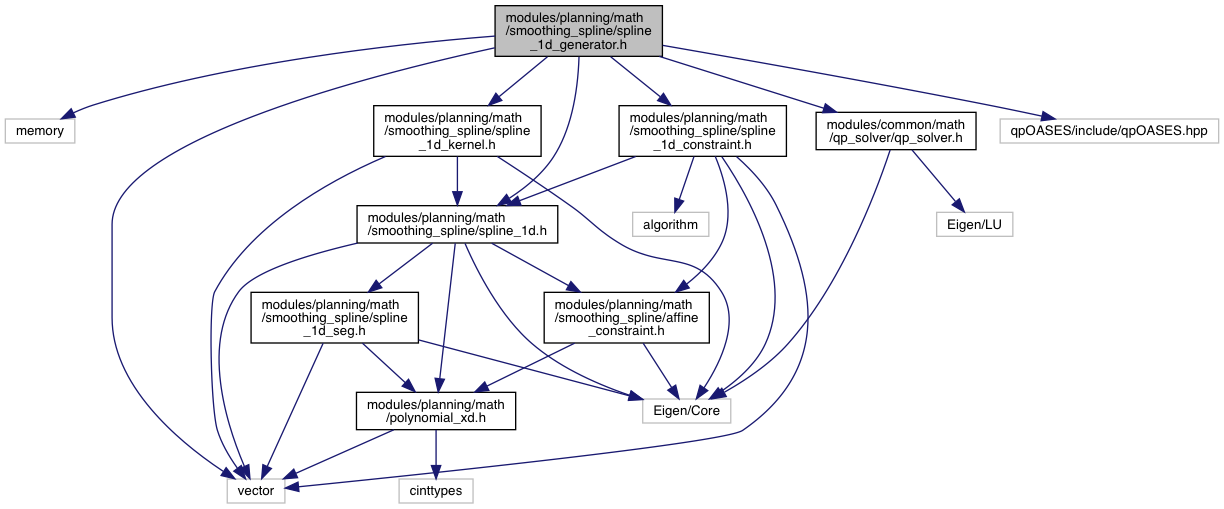 modules/planning/math
/smoothing_spline/spline
_1d_generator.h
memory
modules/planning/math
/smoothing_spline/spline
_1d_kernel.h
modules/planning/math
/smoothing_spline/spline
_1d_constraint.h
modules/common/math
/qp_solver/qp_solver.h
qpOASES/include/qpOASES.hpp
modules/planning/math
/smoothing_spline/spline_1d.h
algorithm
Eigen/LU
modules/planning/math
/smoothing_spline/spline
_1d_seg.h
modules/planning/math
/smoothing_spline/affine
_constraint.h
modules/planning/math
/polynomial_xd.h
Eigen/Core
vector
cinttypes